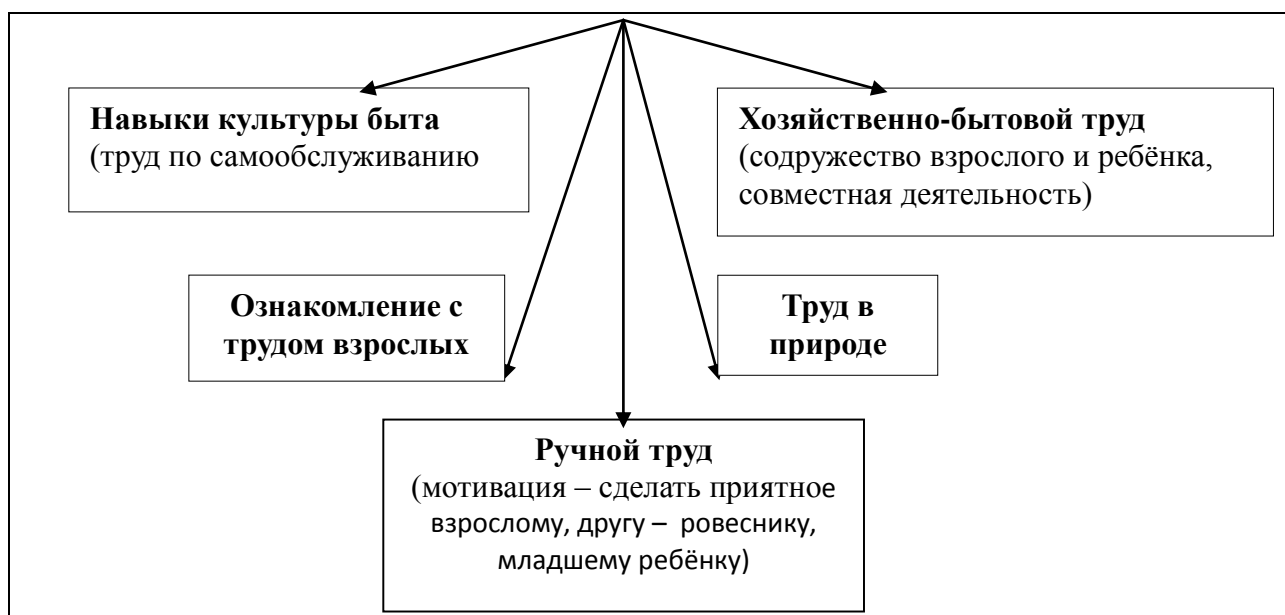 Навыки культуры быта
(труд по самообслуживанию
Хозяйственно-бытовой труд
(содружество взрослого и ребёнка,
совместная деятельность)
Ознакомление с
трудом взрослых
Труд в
природе
Ручной труд
(мотивация – сделать приятное
взрослому, другу – ровеснику,
младшему ребёнку)